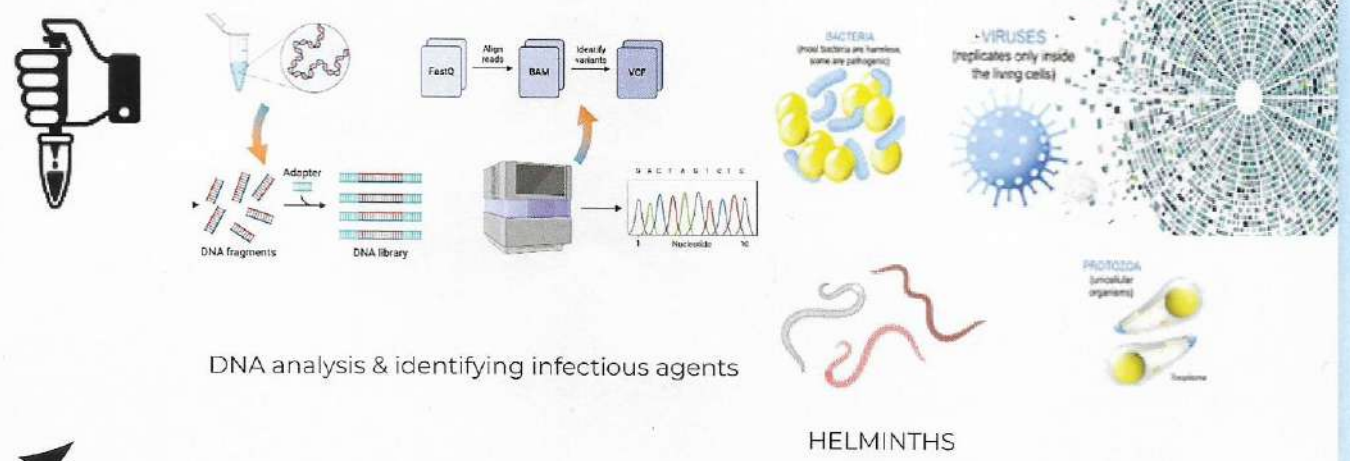 FastQ
Align
reads
BAM
Identify
variants
VCF
Adapter
DNA fragments
DNA library
1
Nucleotide
10
DNA analysis & identifying infectious agents
BACTERIA
(most bacteria are harmless,
some are pathogenic)
VIRUSES
(replicates only inside
the living cells)
PROTOZOA
(unicellular
organisms)
HELMINTHS